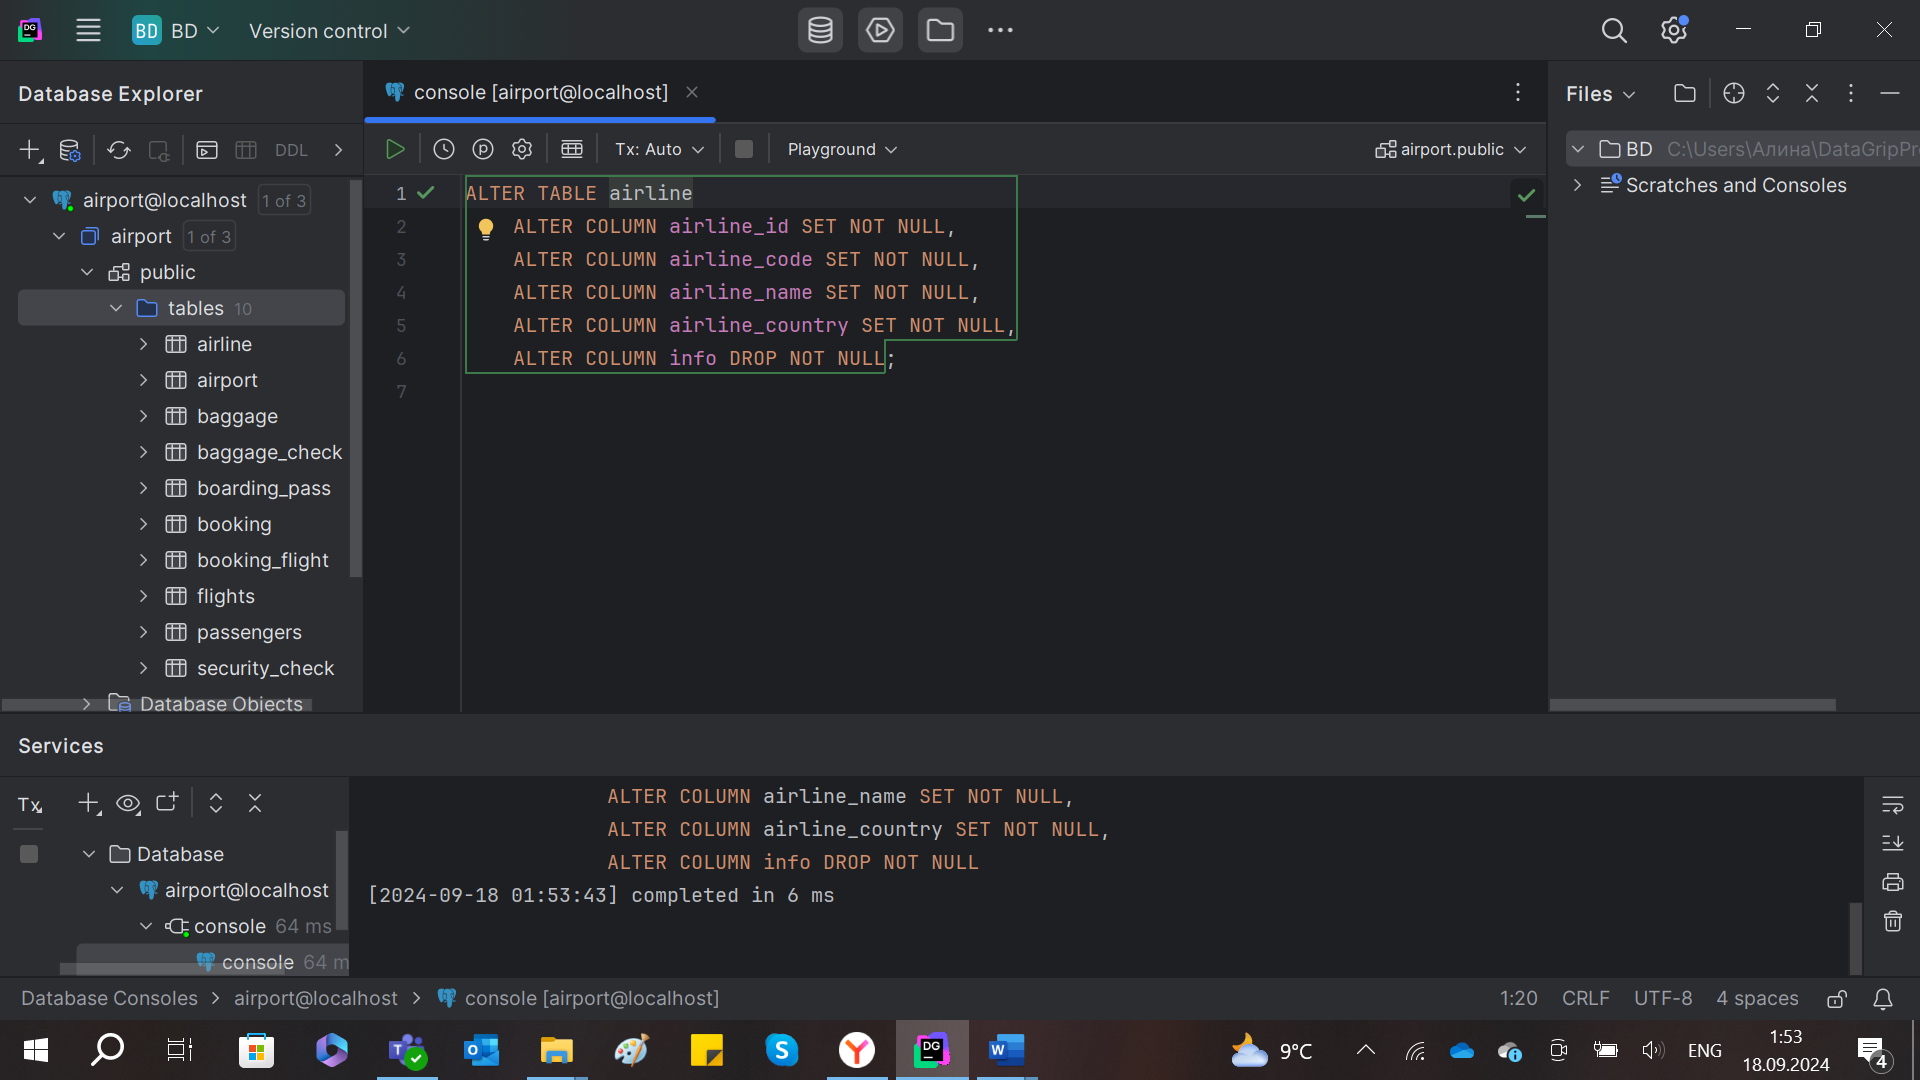 DG BD BD Version control
Database Explorer
console [airport@localhost]
Files
DDL
Tx: Auto
Playground
airport.public
BD C:\Users\Алина\DataGripPr
Scratches and Consoles
airport@localhost 1 of 3
airport 1 of 3
public
tables 10
airline
airport
baggage
baggage_check
boarding_pass
booking
booking_flight
flights
passengers
security_check
Database Objects
1 ALTER TABLE airline
2 ALTER COLUMN airline_id SET NOT NULL,
3 ALTER COLUMN airline_code SET NOT NULL,
4 ALTER COLUMN airline_name SET NOT NULL,
5 ALTER COLUMN airline_country SET NOT NULL,
6 ALTER COLUMN info DROP NOT NULL;
7
Services
Tx
Database
airport@localhost
console 64 ms
console 64 m
ALTER COLUMN airline_name SET NOT NULL,
ALTER COLUMN airline_country SET NOT NULL,
ALTER COLUMN info DROP NOT NULL
[2024-09-18 01:53:43] completed in 6 ms
Database Consoles > airport@localhost > console [airport@localhost]
1:20 CRLF UTF-8 4 spaces
9°C
ENG
1:53
18.09.2024
4